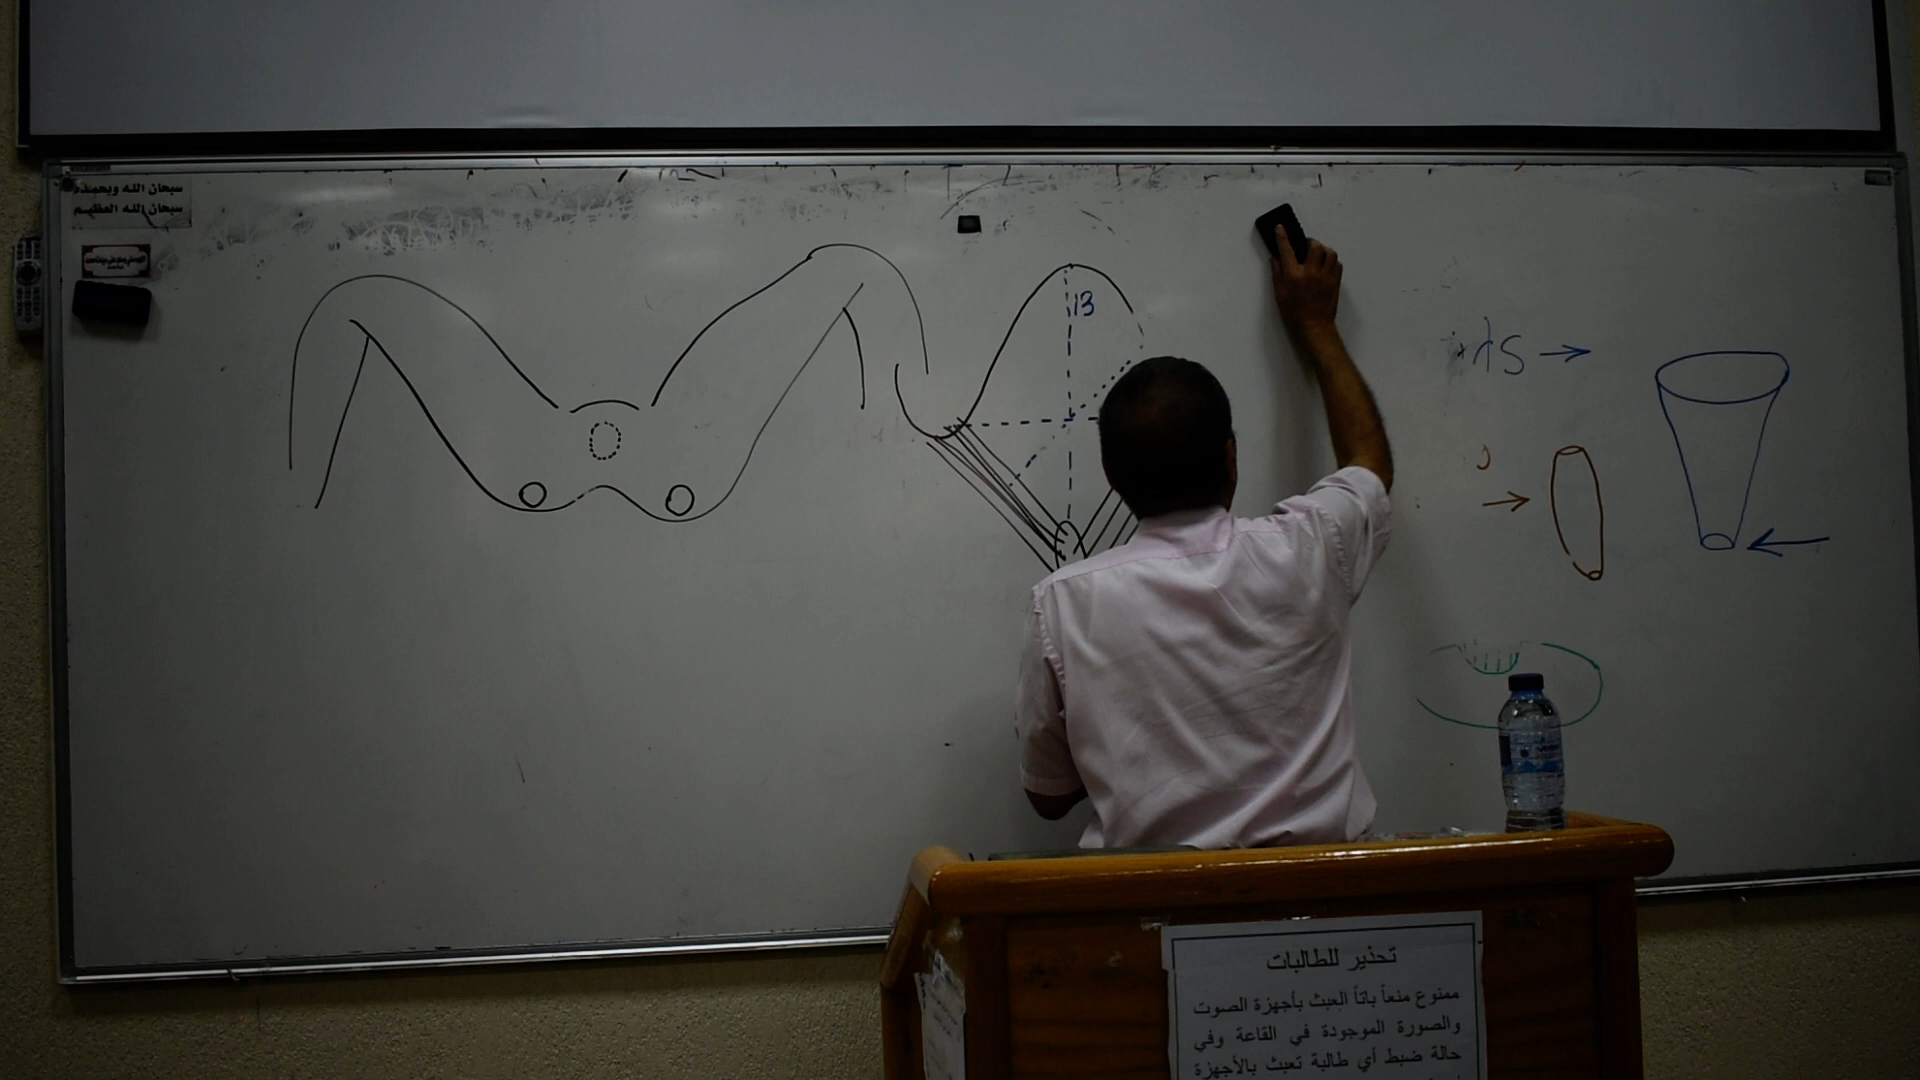 سبحان الله وبحمده
سبحان الله العظيم
13
تحذير للطالبات
ممنوع منعاً باتاً العبث بأجهزة الصوت
والصورة الموجودة في القاعة وفي
حالة ضبط أي طالبة تعبث بالأجهزة